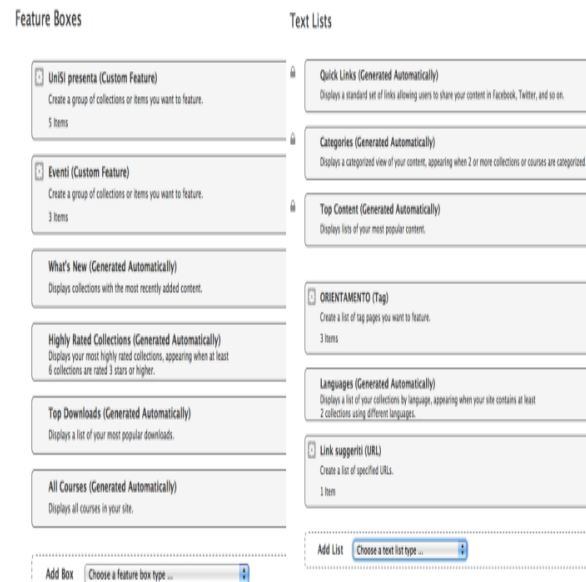 Feature Boxes
UniSI presenta (Custom Feature)
Create a group of collections or items you want to feature.
5 Items
Eventi (Custom Feature)
Create a group of collections or items you want to feature.
3 Items
What's New (Generated Automatically)
Displays collections with the most recently added content.
Highly Rated Collections (Generated Automatically)
Displays your most highly rated collections, appearing when at least
6 collections are rated 3 stars or higher.
Top Downloads (Generated Automatically)
Displays a list of your most popular downloads.
All Courses (Generated Automatically)
Displays all courses in your site.
Add Box Choose a feature box type ...
Text Lists
Quick Links (Generated Automatically)
Displays a standard set of links allowing users to share your content in Facebook, Twitter, and so on.
Categories (Generated Automatically)
Displays a categorized view of your content, appearing when 2 or more collections or courses are categorized
Top Content (Generated Automatically)
Displays lists of your most popular content.
ORIENTAMENTO (Tag)
Create a list of tag pages you want to feature.
3 Items
Languages (Generated Automatically)
Displays a list of your collections by language, appearing when your site contains at least
2 collections using different languages.
Link suggeriti (URL)
Create a list of specified URLs.
1 Item
Add List Choose a text list type ...